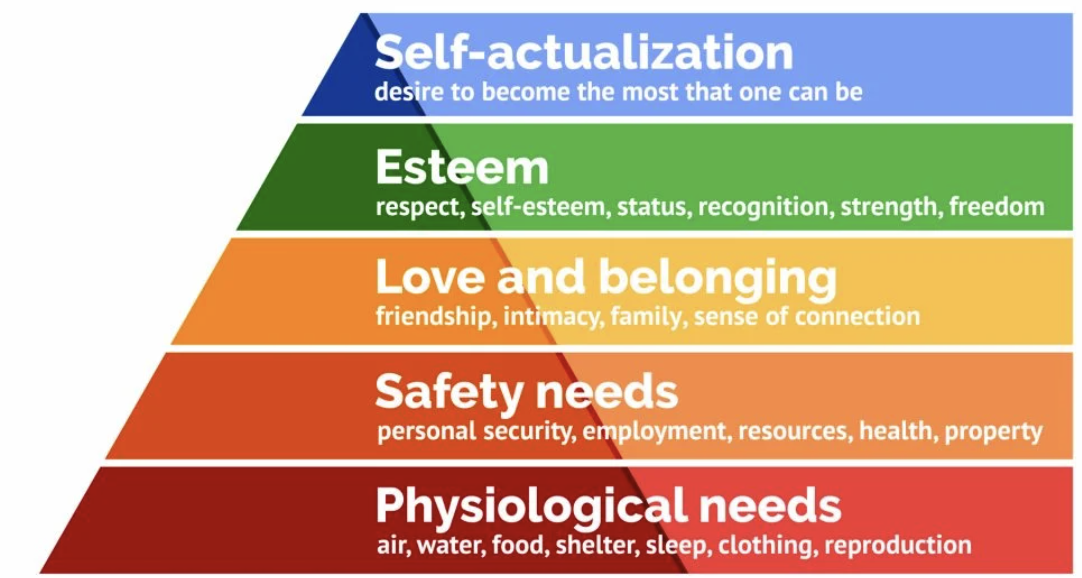 Self-actualization
desire to become the most that one can be
Esteem
respect, self-esteem, status, recognition, strength, freedom
Love and belonging
friendship, intimacy, family, sense of connection
Safety needs
personal security, employment, resources, health, property
Physiological needs
air, water, food, shelter, sleep, clothing, reproduction